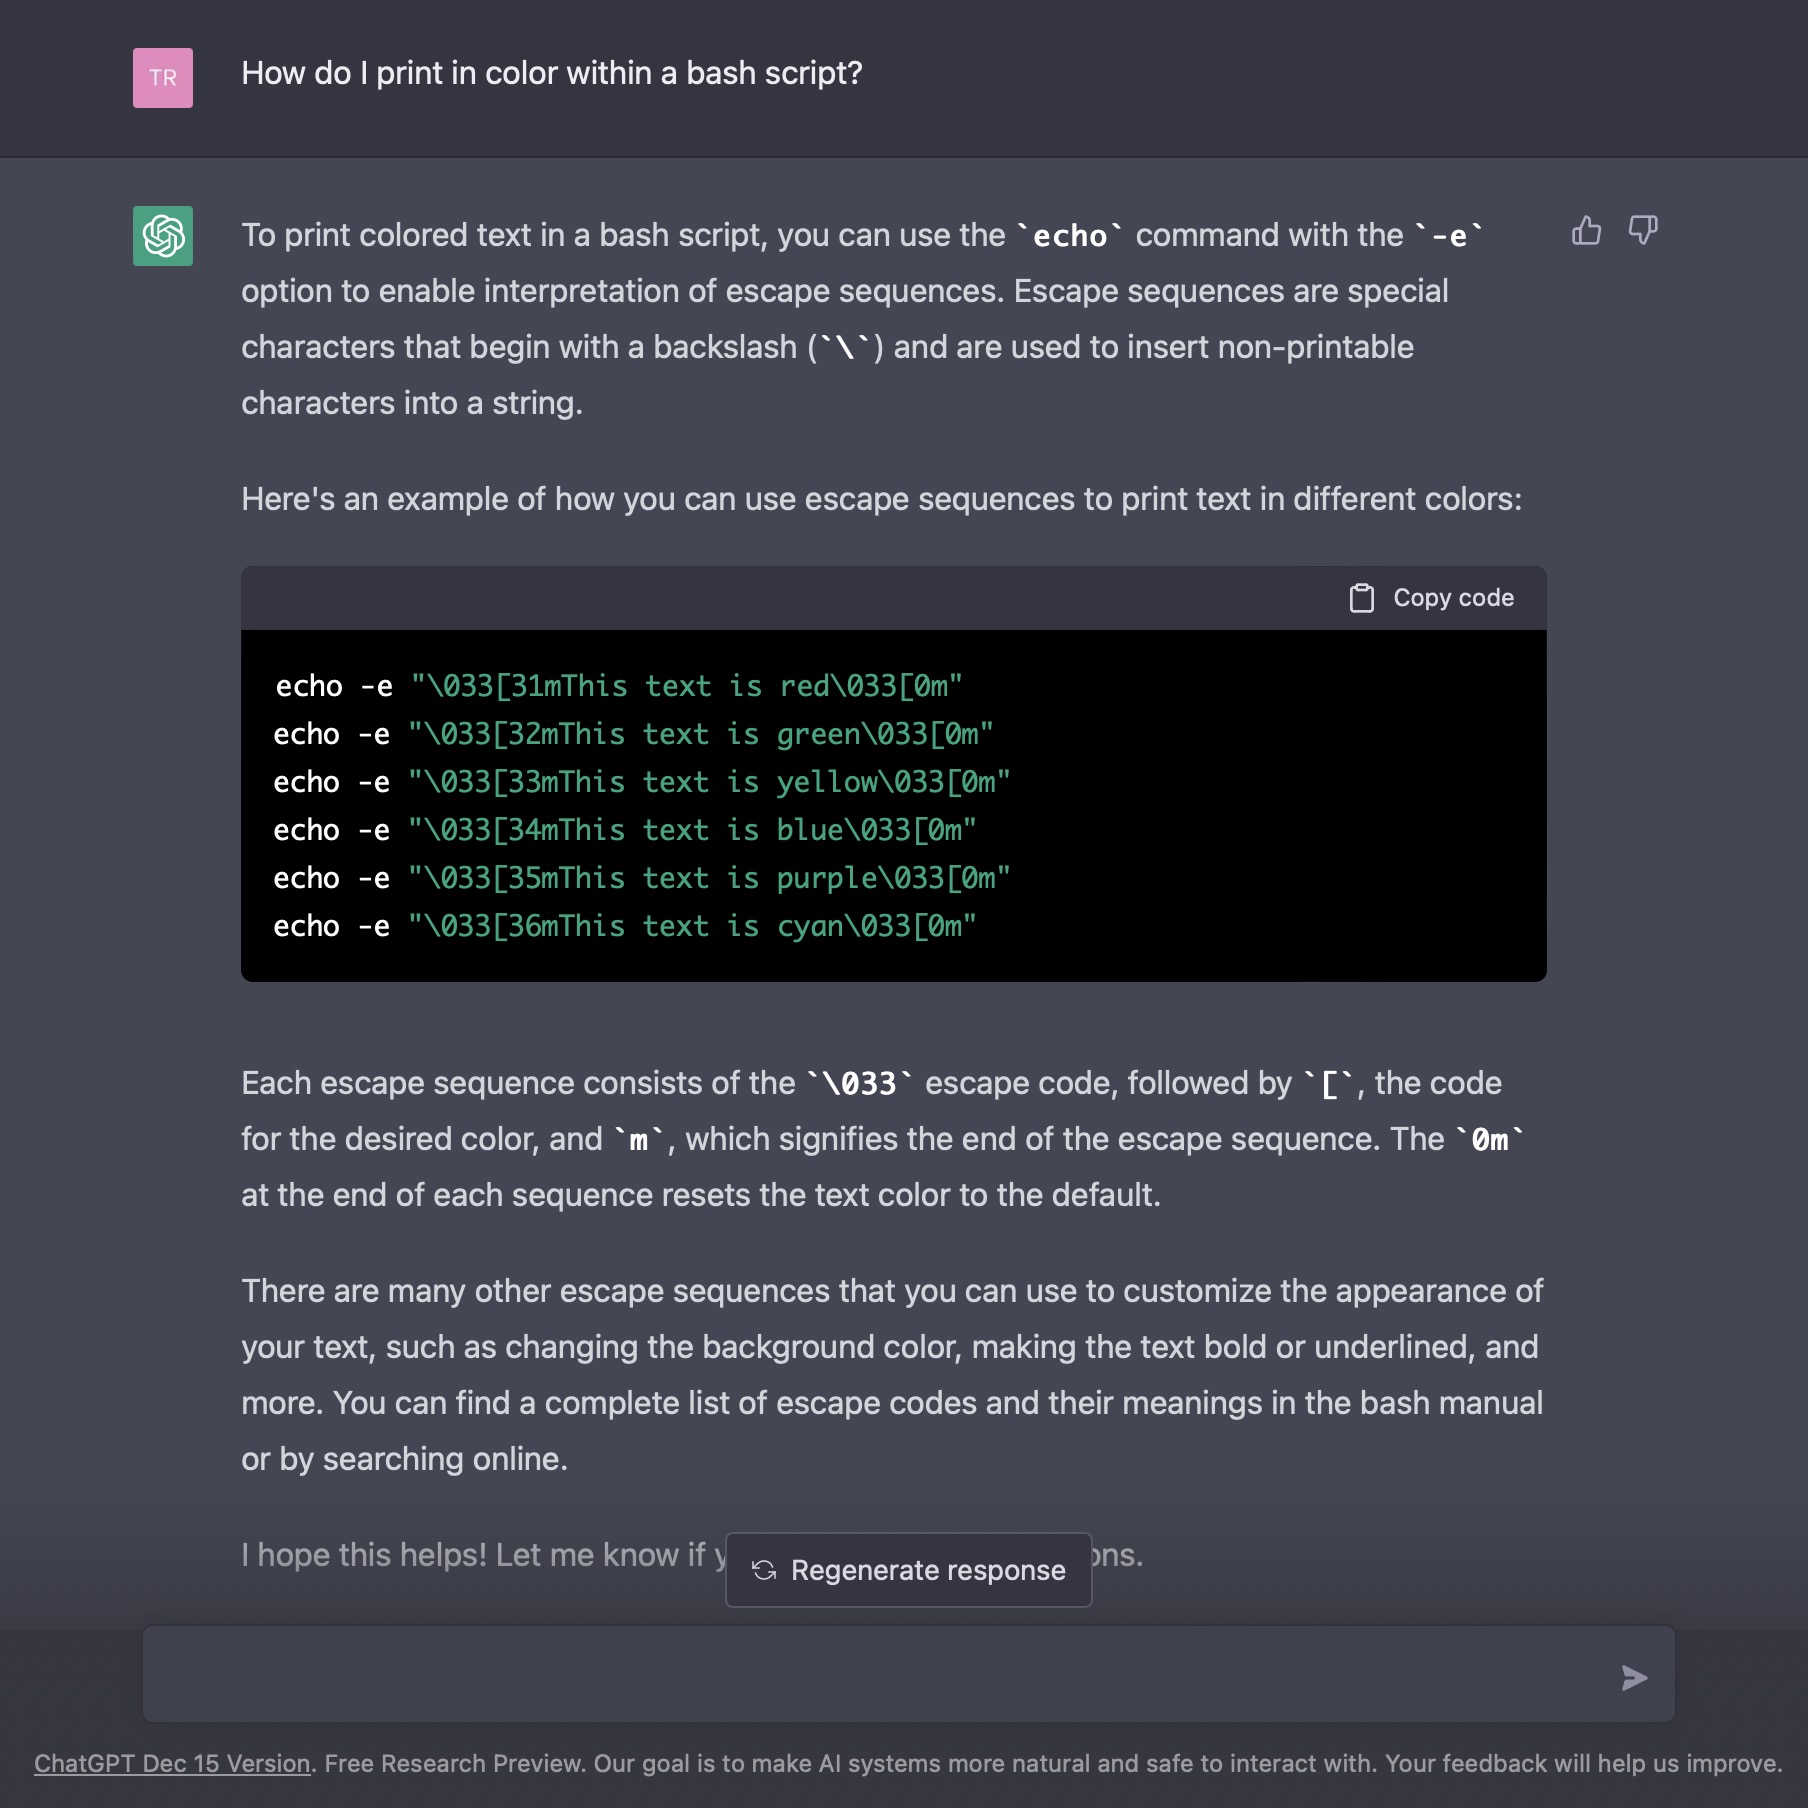 TR
How do I print in color within a bash script?
To print colored text in a bash script, you can use the `echo` command with the `-e`
option to enable interpretation of escape sequences. Escape sequences are special
characters that begin with a backslash (`\`) and are used to insert non-printable
characters into a string.
Here's an example of how you can use escape sequences to print text in different colors:
Copy code
echo -e "\033[31mThis text is red\033[0m"
echo -e "\033[32mThis text is green\033[0m"
echo -e "\033[33mThis text is yellow\033[0m"
echo -e "\033[34mThis text is blue\033[0m"
echo -e "\033[35mThis text is purple\033[0m"
echo -e "\033[36mThis text is cyan\033[0m"
Each escape sequence consists of the `\033` escape code, followed by `[`, the code
for the desired color, and `m`, which signifies the end of the escape sequence. The `0m`
at the end of each sequence resets the text color to the default.
There are many other escape sequences that you can use to customize the appearance of
your text, such as changing the background color, making the text bold or underlined, and
more. You can find a complete list of escape codes and their meanings in the bash manual
or by searching online.
I hope this helps! Let me know if
Regenerate response
ChatGPT Dec 15 Version. Free Research Preview. Our goal is to make AI systems more natural and safe to interact with. Your feedback will help us improve.